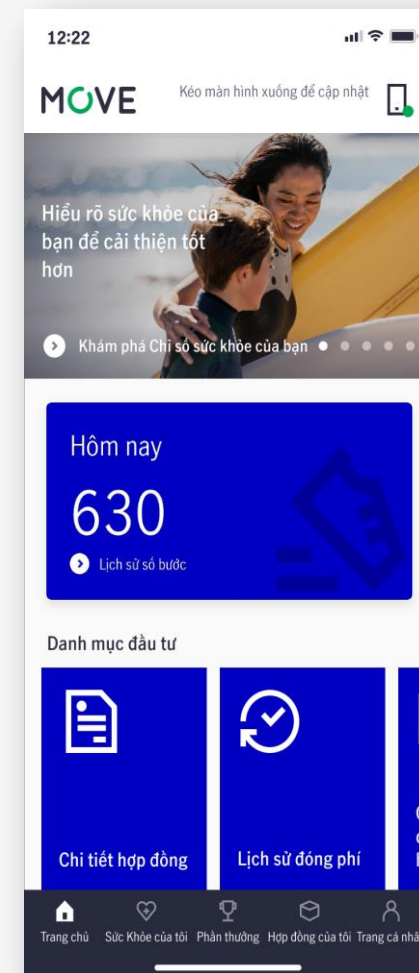 12:22
MOVE
Kéo màn hình xuống để cập nhật
Hiểu rõ sức khỏe của
bạn để cải thiện tốt
hơn
Khám phá Chỉ số sức khỏe của bạn
Hôm nay
630
Lịch sử số bước
Danh mục đầu tư
Chi tiết hợp đồng
Lịch sử đóng phí
Trang chủ
Sức Khỏe của tôi
Phần thưởng
Hợp đồng của tôi
Trang cá